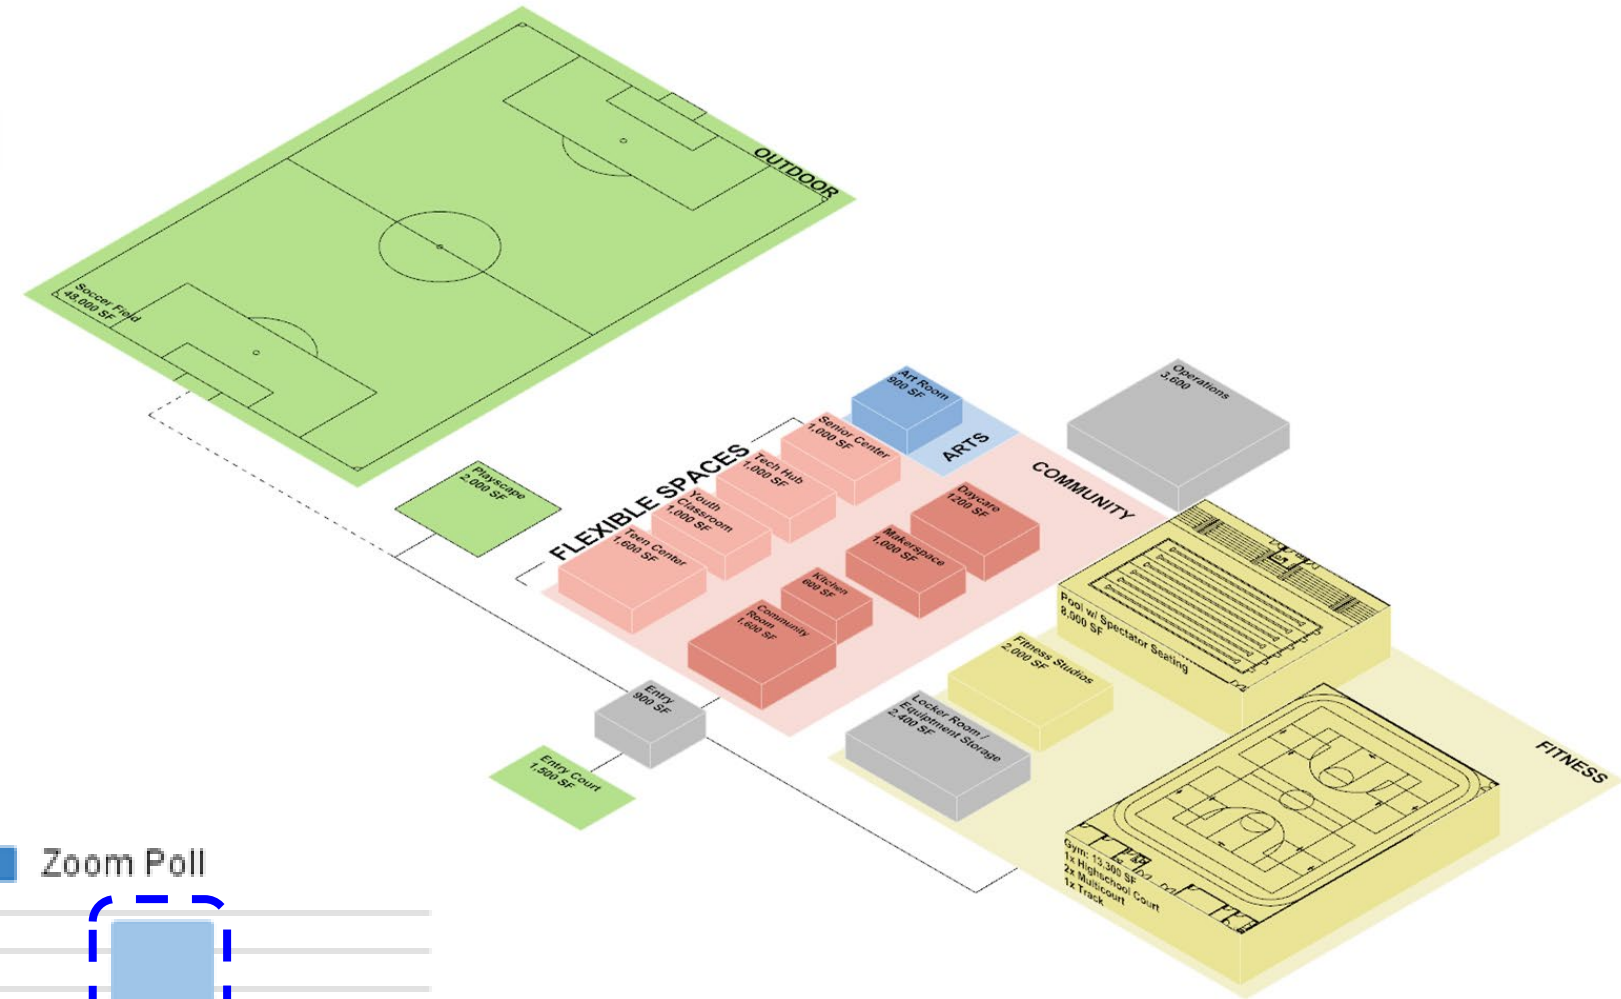 OUTDOOR
Soccer Field
48,000 SF
Playscape
2,000 SF
FLEXIBLE SPACES
Art Room
900 SF
ARTS
Senior Center
1,000 SF
Tech Hub
1,000 SF
Youth
Classroom
1,000 SF
Teen Center
1,600 SF
COMMUNITY
Operations
3,600
Daycare
1200 SF
Makerspace
1,000 SF
Kitchen
600 SF
Community
Room
1,600 SF
Pool w/ Spectator Seating
8,000 SF
Fitness Studios
2,000 SF
Locker Room /
Equiptment Storage
2,400 SF
Entry
900 SF
Entry Court
1,500 SF
FITNESS
Gym: 13,300 SF
1x Highschool Court
2x Multicourt
1x Track
Zoom Poll